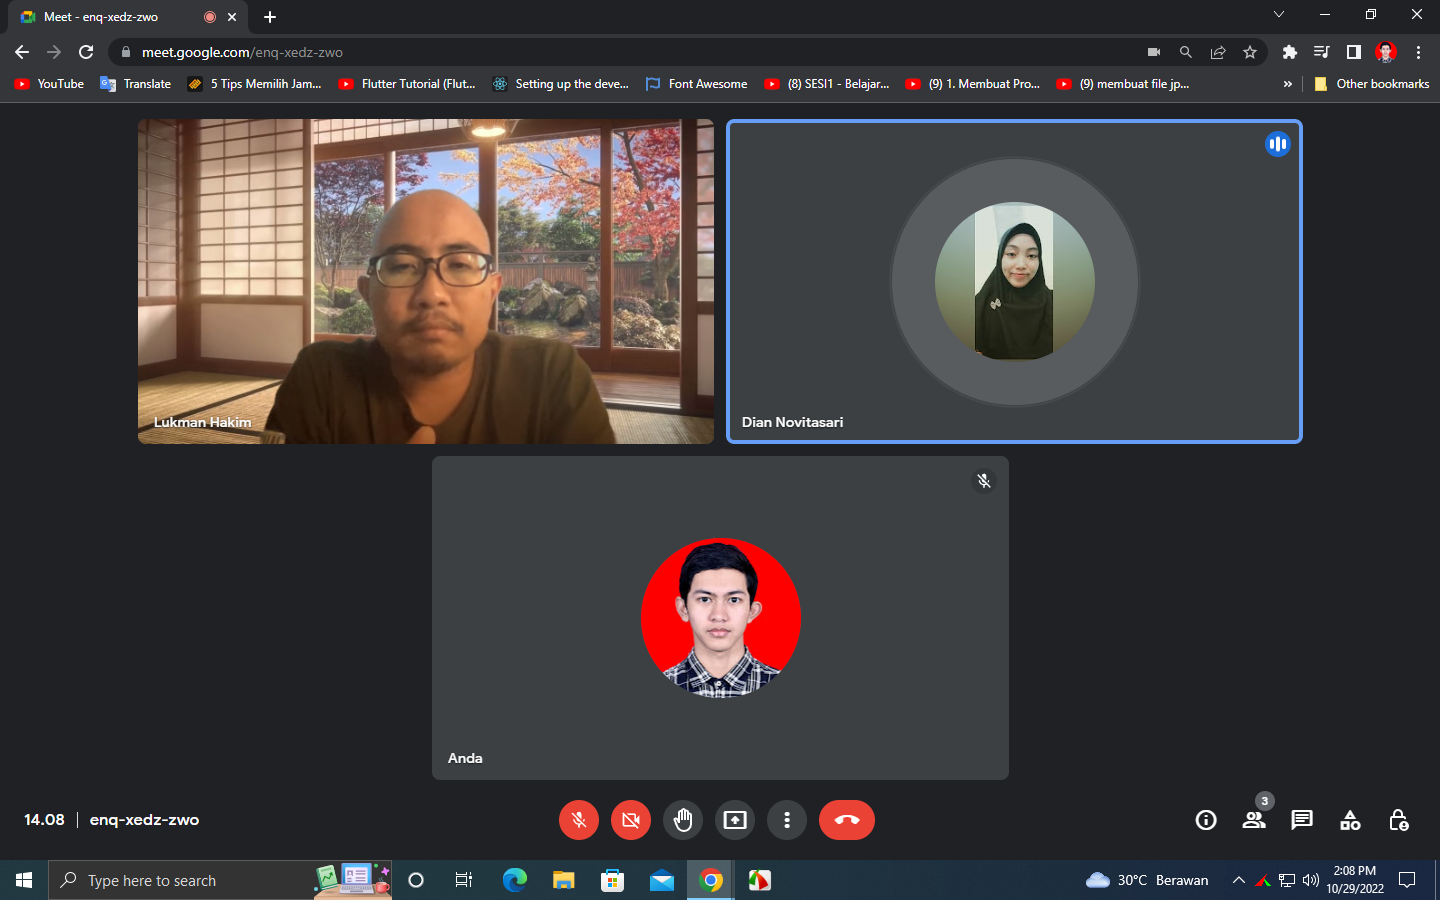 Meet - enq-xedz-zwo
meet.google.com/enq-xedz-zwo
YouTube
Translate
5 Tips Memilih Jam...
Flutter Tutorial (Flut...
Setting up the deve...
Font Awesome
(8) SESI1 - Belajar...
(9) 1. Membuat Pro...
(9) membuat file jp...
»
Other bookmarks
Lukman Hakim
Dian Novitasari
Anda
14.08 | enq-xedz-zwo
3
Type here to search
30°C Berawan
2:08 PM
10/29/2022